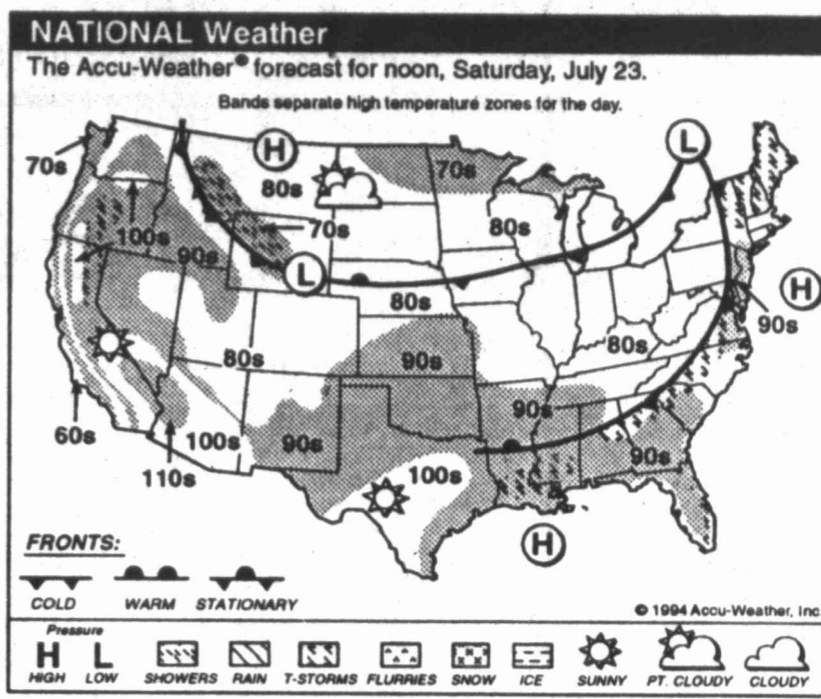 NATIONAL Weather
The Accu-Weather® forecast for noon, Saturday, July 23.
Bands separate high temperature zones for the day.
H
L
70s
80s
70s
70s
80s
100s
90s
L
H
80s
90s
80s
80s
90s
90s
60s
110s
100s
90s
100s
90s
H
FRONTS:
COLD WARM STATIONARY
© 1994 Accu-Weather, Inc.
Pressure
H L
HIGH LOW SHOWERS RAIN T-STORMS FLURRIES SNOW ICE SUNNY PT. CLOUDY CLOUDY